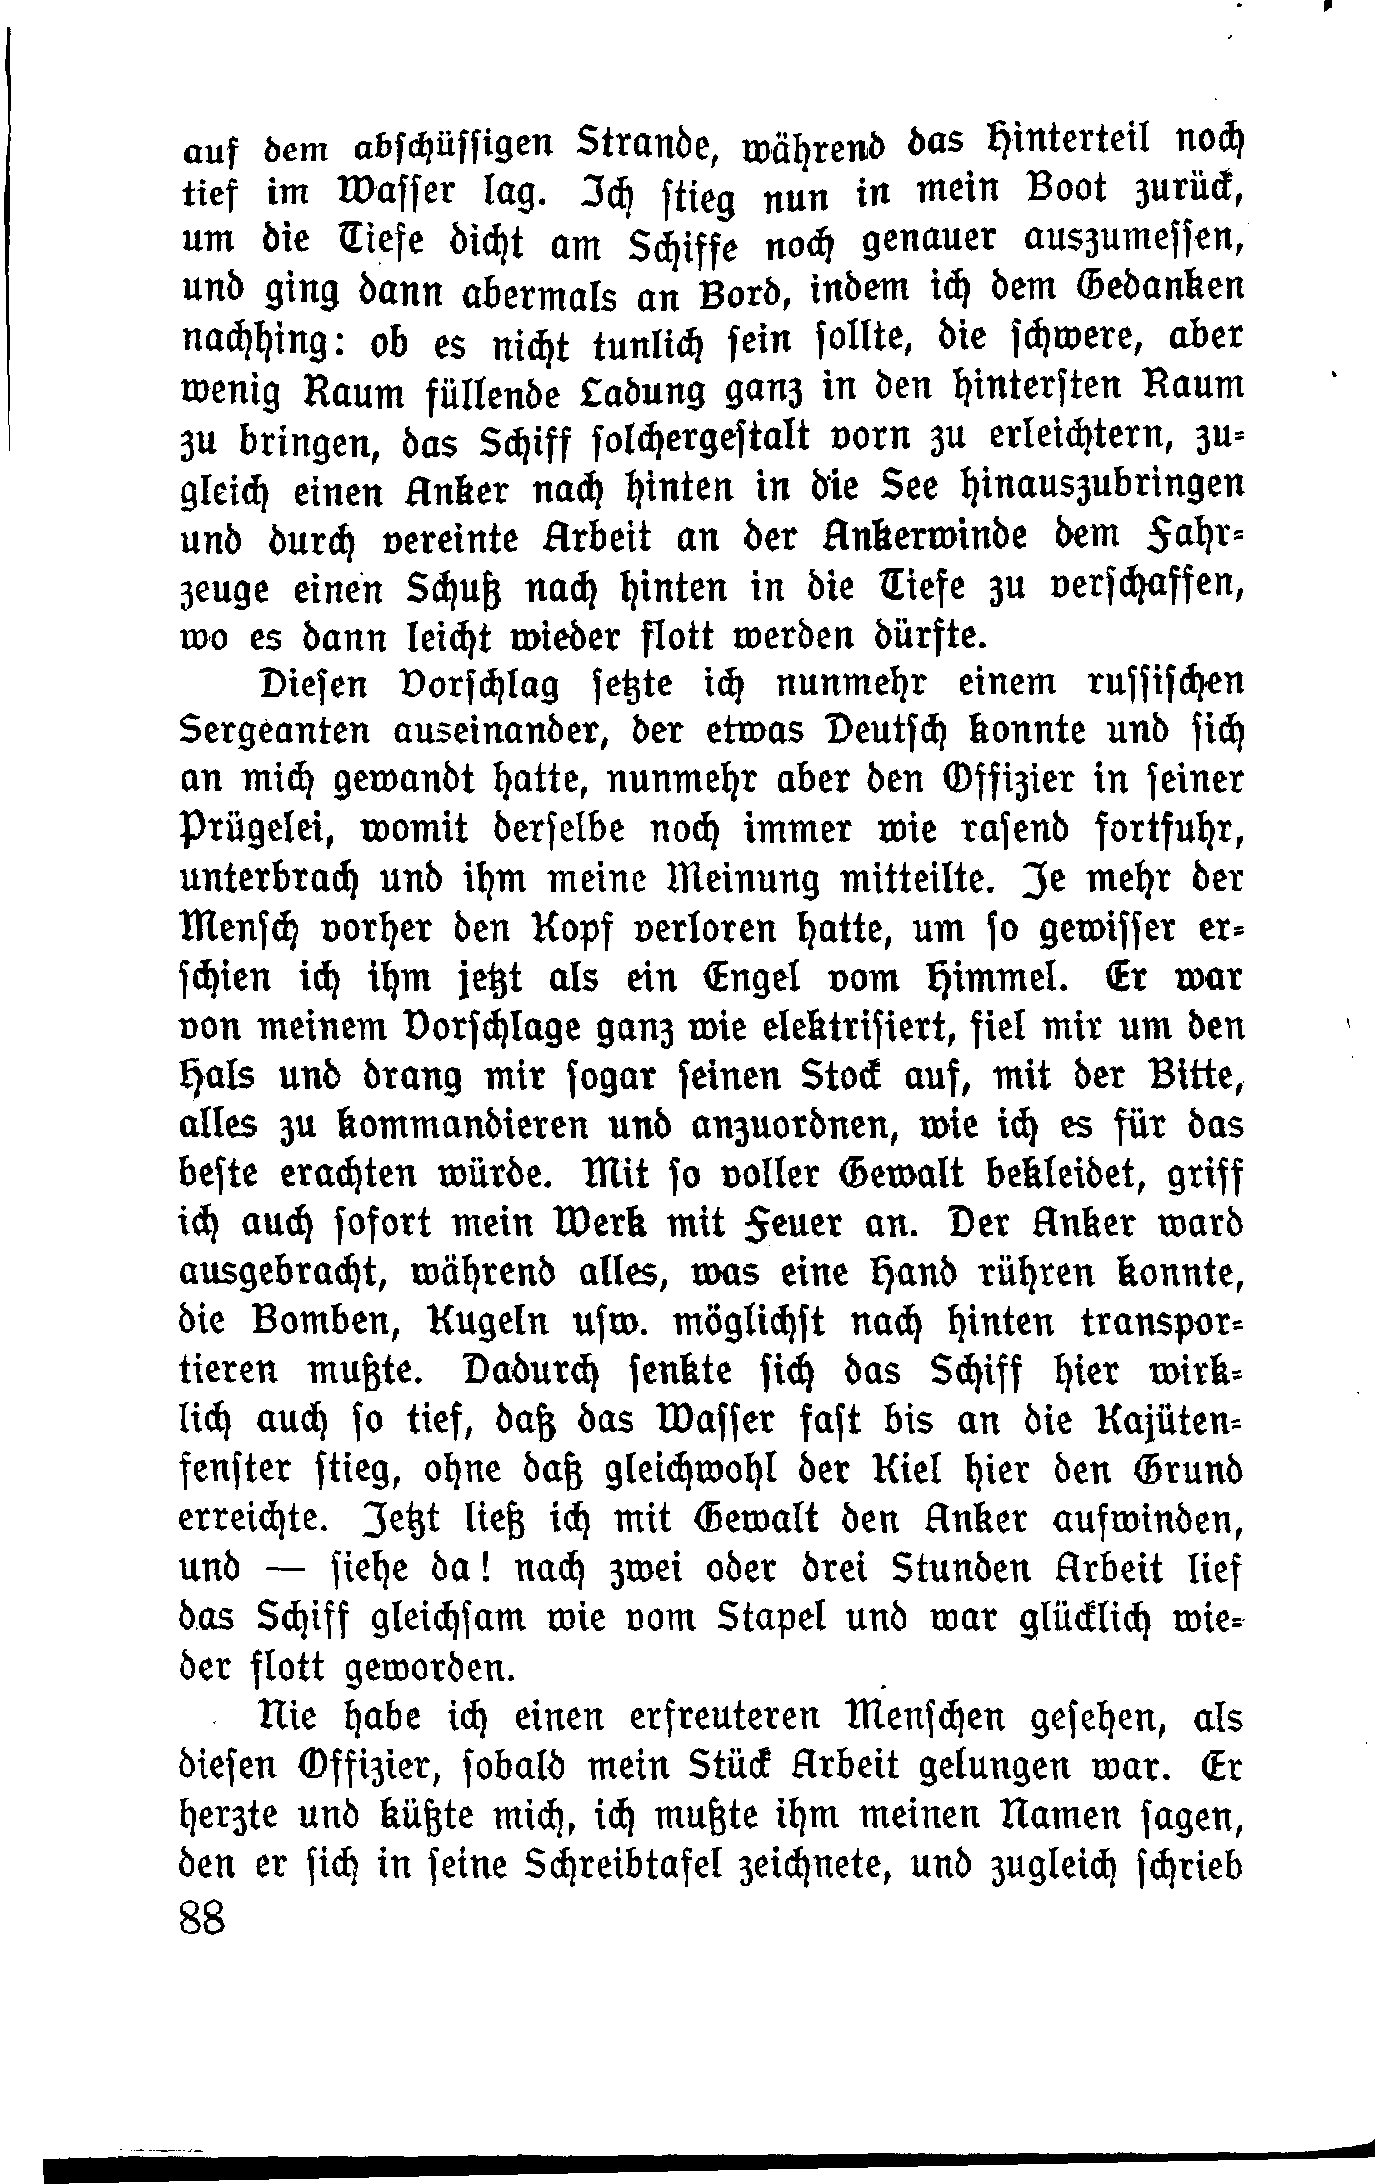 auf dem abschüssigen Strande, während das Hinterteil noch
tief im Wasser lag. Ich stieg nun in mein Boot zurück,
um die Tiefe dicht am Schiffe noch genauer auszumessen,
und ging dann abermals an Bord, indem ich dem Gedanken
nachhing: ob es nicht tunlich sein sollte, die schwere, aber
wenig Raum füllende Ladung ganz in den hintersten Raum
zu bringen, das Schiff solchergestalt vorn zu erleichtern, zu-
gleich einen Anker nach hinten in die See hinauszubringen
und durch vereinte Arbeit an der Ankerwinde dem Fahr-
zeuge einen Schuß nach hinten in die Tiefe zu verschaffen,
wo es dann leicht wieder flott werden dürfte.
Diesen Vorschlag setzte ich nunmehr einem russischen
Sergeanten auseinander, der etwas Deutsch konnte und sich
an mich gewandt hatte, nunmehr aber den Offizier in seiner
Prügelei, womit derselbe noch immer wie rasend fortfuhr,
unterbrach und ihm meine Meinung mitteilte. Je mehr der
Mensch vorher den Kopf verloren hatte, um so gewisser er-
schien ich ihm jetzt als ein Engel vom Himmel. Er war
von meinem Vorschlage ganz wie elektrisiert, fiel mir um den
Hals und drang mir sogar seinen Stock auf, mit der Bitte,
alles zu kommandieren und anzuordnen, wie ich es für das
beste erachten würde. Mit so voller Gewalt bekleidet, griff
ich auch sofort mein Werk mit Feuer an. Der Anker ward
ausgebracht, während alles, was eine Hand rühren konnte,
die Bomben, Kugeln usw. möglichst nach hinten transpor-
tieren mußte. Dadurch senkte sich das Schiff hier wirk-
lich auch so tief, daß das Wasser fast bis an die Kajüten-
fenster stieg, ohne daß gleichwohl der Kiel hier den Grund
erreichte. Jetzt ließ ich mit Gewalt den Anker aufwinden,
und — siehe da! nach zwei oder drei Stunden Arbeit lief
das Schiff gleichsam wie vom Stapel und war glücklich wie-
der flott geworden.
Nie habe ich einen erfreuteren Menschen gesehen, als
diesen Offizier, sobald mein Stück Arbeit gelungen war. Er
herzte und küßte mich, ich mußte ihm meinen Namen sagen,
den er sich in seine Schreibtafel zeichnete, und zugleich schrieb
88